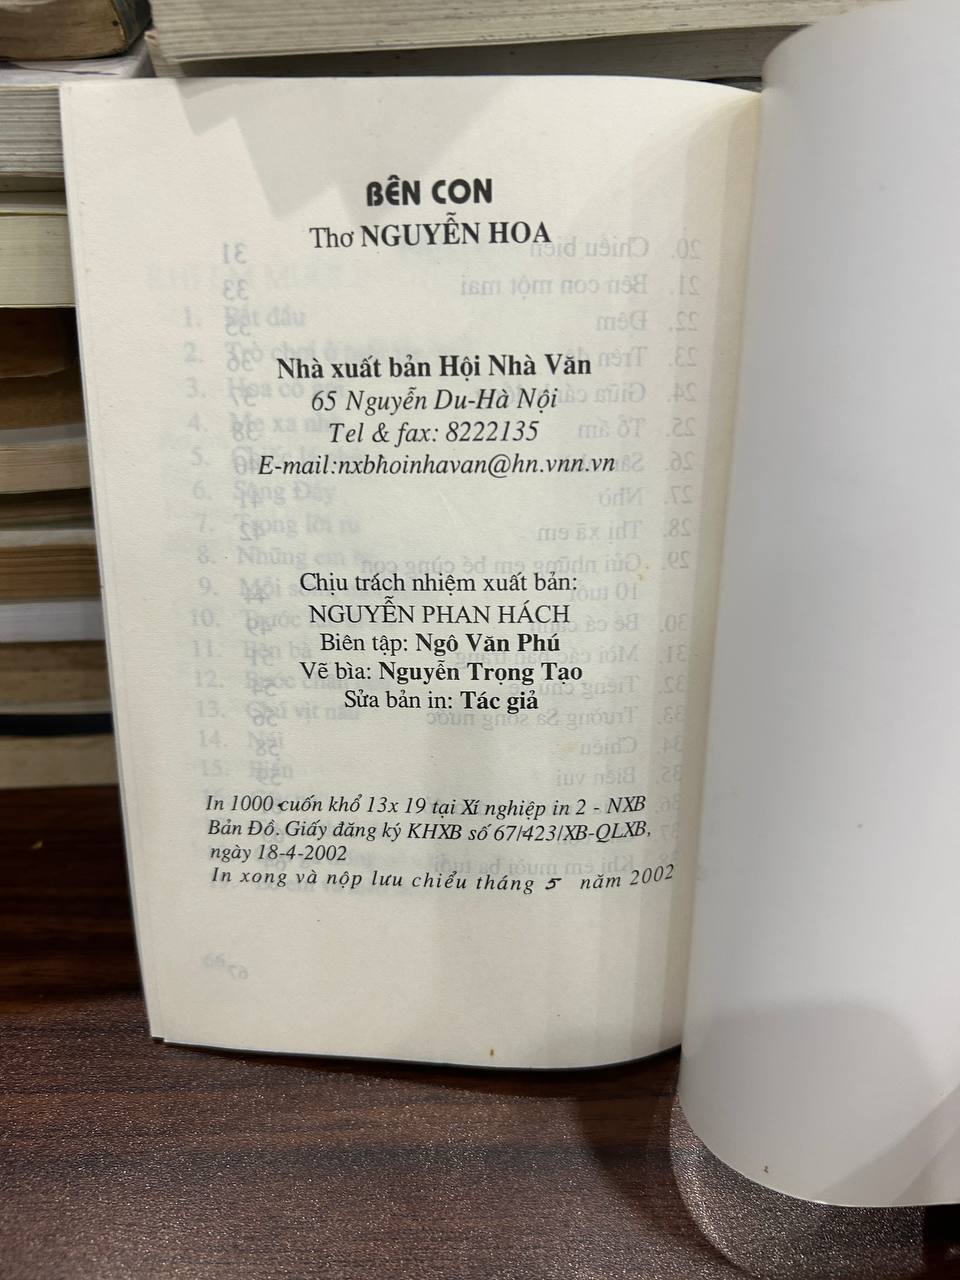 BÊN CON
Thơ NGUYỄN HOA
Nhà xuất bản Hội Nhà Văn
65 Nguyễn Du-Hà Nội
Tel & fax: 8222135
E-mail:nxbhoinhavan@hn.vnn.vn
Chịu trách nhiệm xuất bản:
NGUYỄN PHAN HÁCH
Biên tập: Ngô Văn Phú
Vẽ bìa: Nguyễn Trọng Tạo
Sửa bản in: Tác giả
In 1000 cuốn khổ 13x 19 tại Xí nghiệp in 2 - NXB
Bản Đồ. Giấy đăng ký KHXB số 67/423/XB-QLXB,
ngày 18-4-2002
In xong và nộp lưu chiểu tháng 5 năm 2002